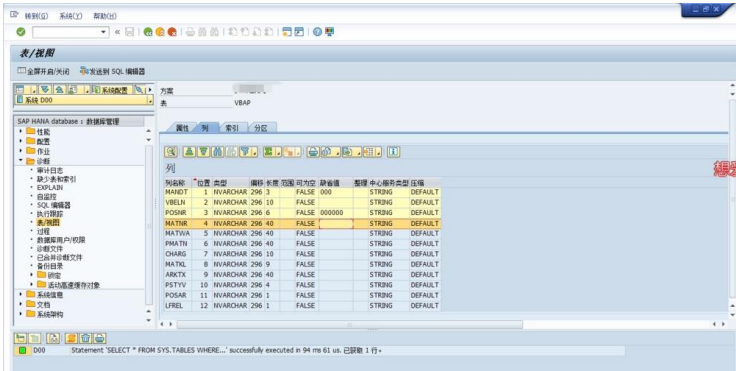 转到(G) 系统(Y) 帮助(H)
表/视图
全屏开启/关闭 发送到 SQL 编辑器
系统配置
系统 D00
方案
表 VBAP
SAP HANA database：数据库管理
性能
配置
作业
诊断
审计日志
缺少表和索引
EXPLAIN
自监控
SQL 编辑器
执行跟踪
表/视图
过程
数据库用户/权限
诊断文件
已合并诊断文件
备份目录
锁定
活动高速缓存对象
系统信息
文档
系统架构
属性 列 索引 分区
列
列名称 位置 类型 偏移 长度 范围 可为空 缺省值 整理 中心服务类型 压缩
MANDT 1 NVARCHAR 296 3 FALSE 000 STRING DEFAULT
VBELN 2 NVARCHAR 296 10 FALSE STRING DEFAULT
POSNR 3 NVARCHAR 296 6 FALSE 000000 STRING DEFAULT
MATNR 4 NVARCHAR 296 40 FALSE STRING DEFAULT
MATWA 5 NVARCHAR 296 40 FALSE STRING DEFAULT
PMATN 6 NVARCHAR 296 40 FALSE STRING DEFAULT
CHARG 7 NVARCHAR 296 10 FALSE STRING DEFAULT
MATKL 8 NVARCHAR 296 9 FALSE STRING DEFAULT
ARKTX 9 NVARCHAR 296 40 FALSE STRING DEFAULT
PSTYV 10 NVARCHAR 296 4 FALSE STRING DEFAULT
POSAR 11 NVARCHAR 296 1 FALSE STRING DEFAULT
LFREL 12 NVARCHAR 296 1 FALSE STRING DEFAULT
想爱
D00 Statement 'SELECT * FROM SYS.TABLES WHERE...' successfully executed in 94 ms 61 us. 已获取 1 行。